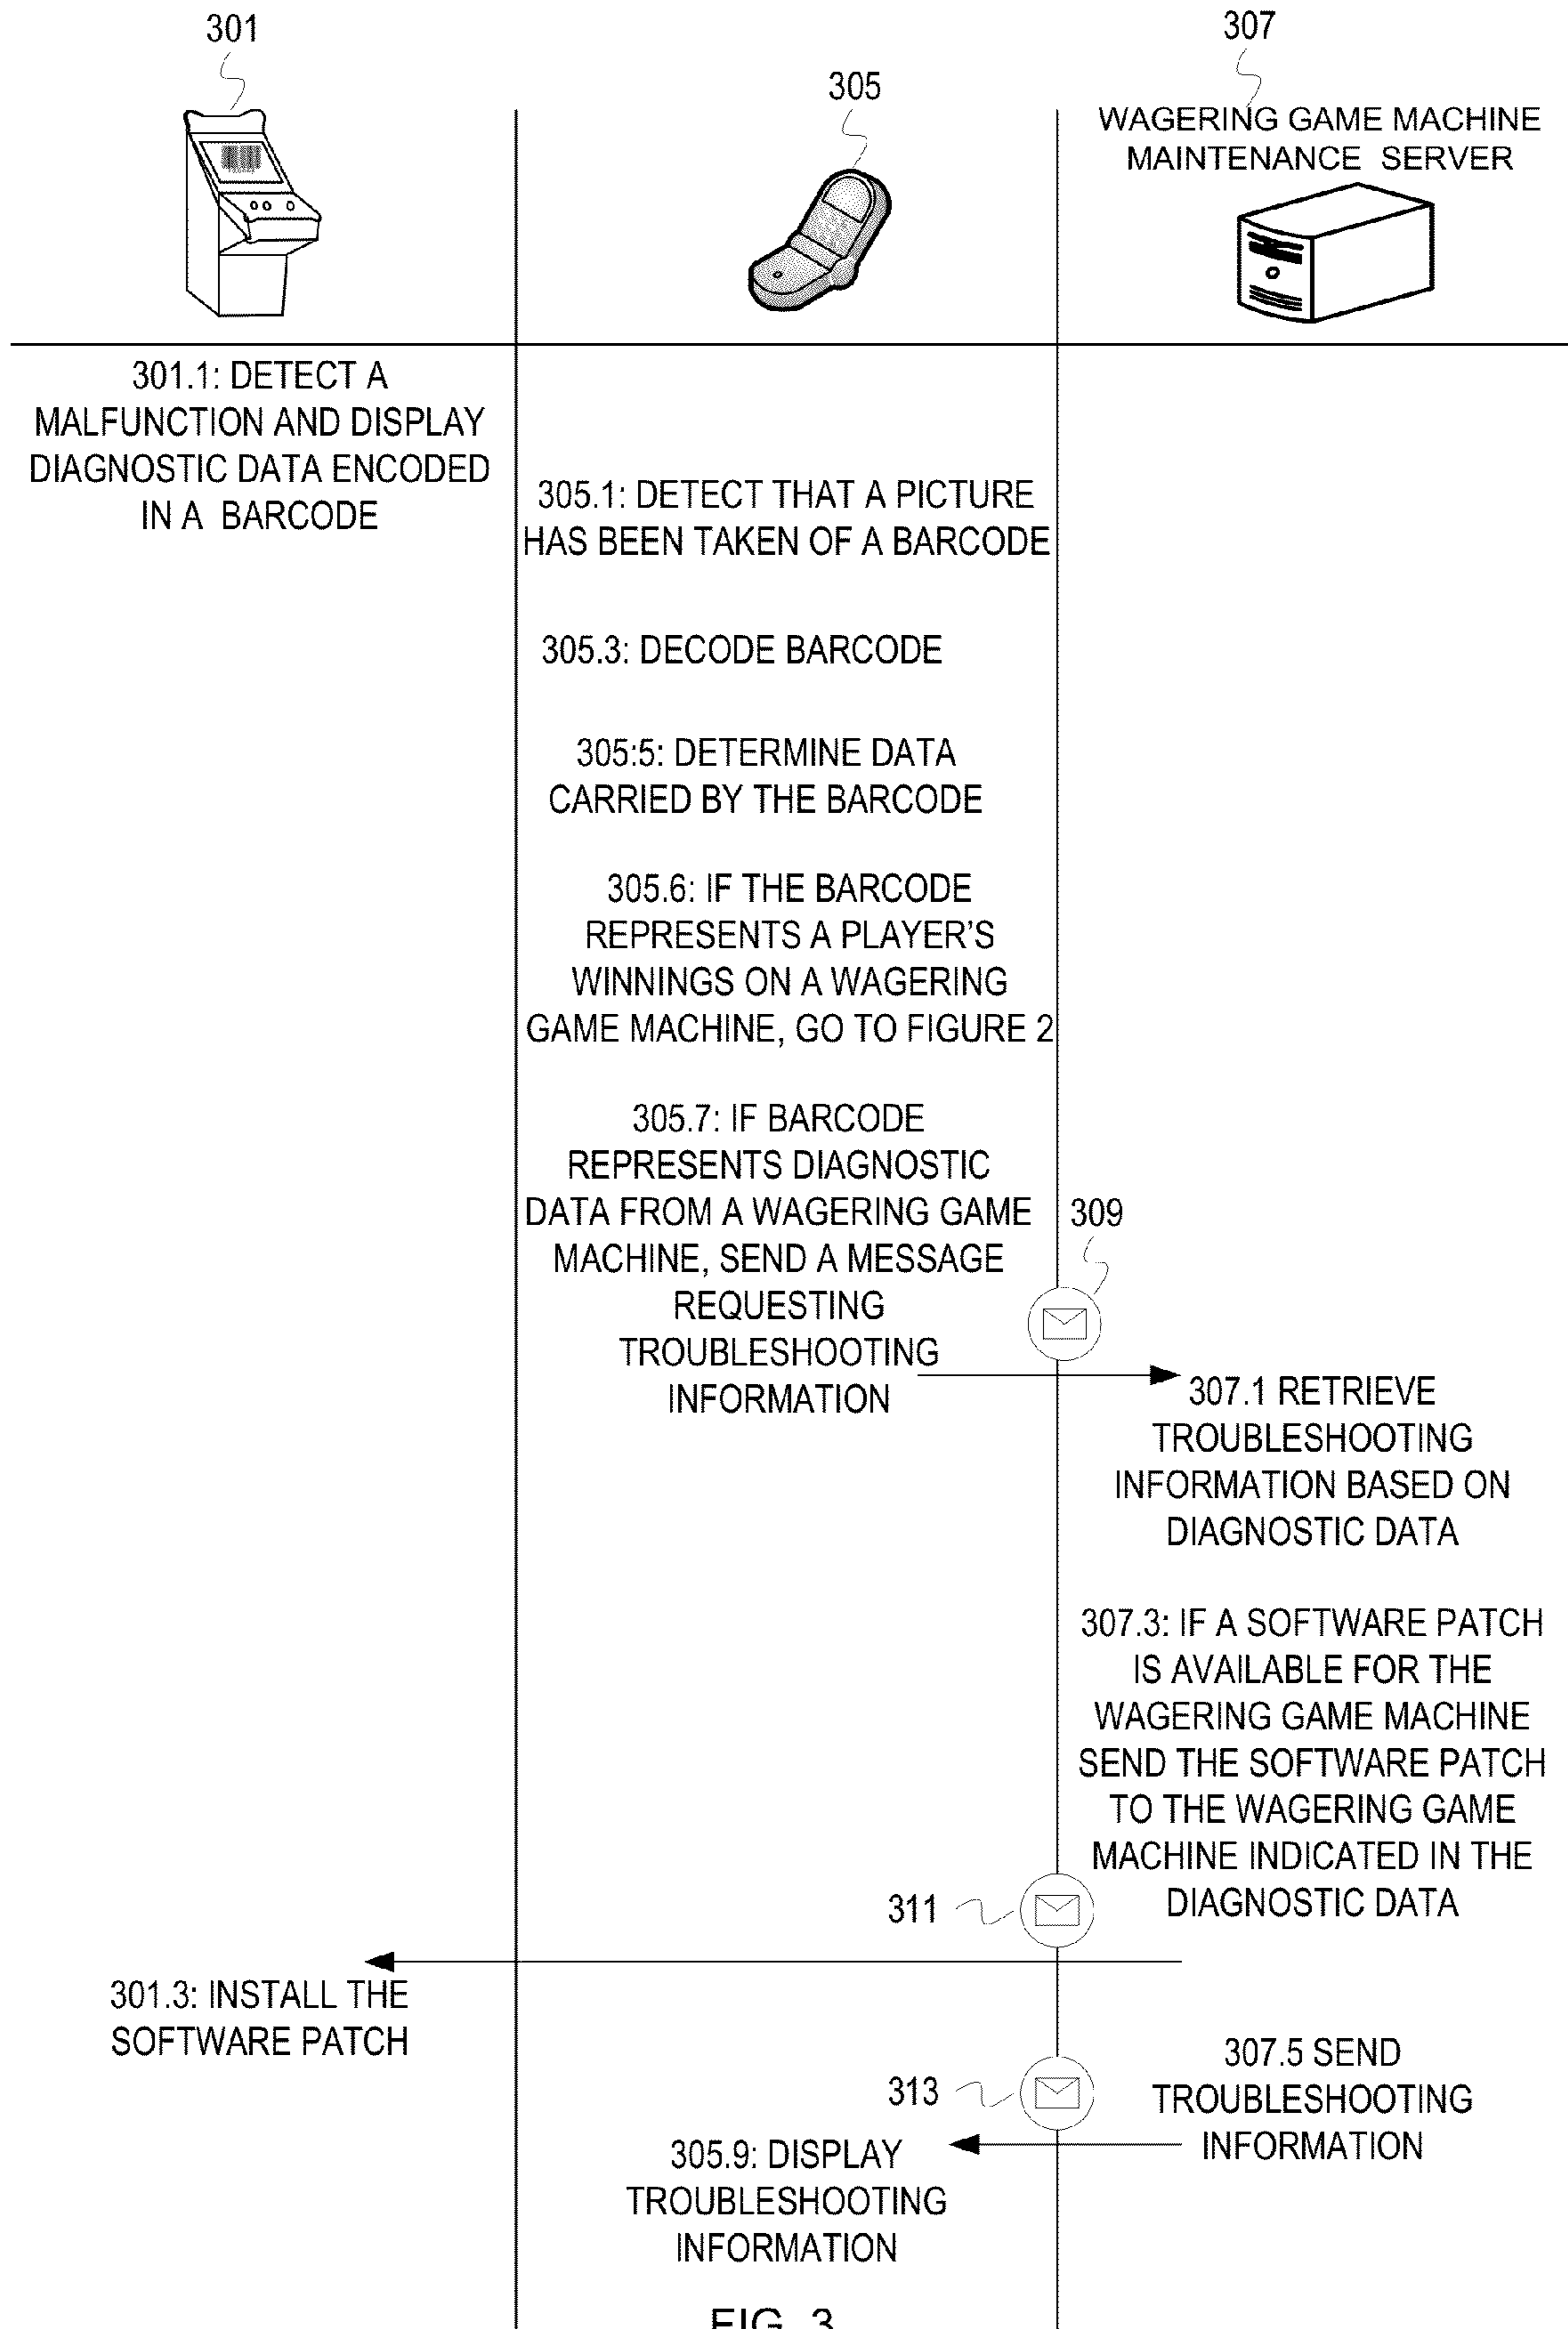 301
305
307
WAGERING GAME MACHINE
MAINTENANCE SERVER
301.1: DETECT A
MALFUNCTION AND DISPLAY
DIAGNOSTIC DATA ENCODED
IN A BARCODE
305.1: DETECT THAT A PICTURE
HAS BEEN TAKEN OF A BARCODE
305.3: DECODE BARCODE
305:5: DETERMINE DATA
CARRIED BY THE BARCODE
305.6: IF THE BARCODE
REPRESENTS A PLAYER'S
WINNINGS ON A WAGERING
GAME MACHINE, GO TO FIGURE 2
305.7: IF BARCODE
REPRESENTS DIAGNOSTIC
DATA FROM A WAGERING GAME
MACHINE, SEND A MESSAGE
REQUESTING
TROUBLESHOOTING
INFORMATION
309
307.1 RETRIEVE
TROUBLESHOOTING
INFORMATION BASED ON
DIAGNOSTIC DATA
307.3: IF A SOFTWARE PATCH
IS AVAILABLE FOR THE
WAGERING GAME MACHINE
SEND THE SOFTWARE PATCH
TO THE WAGERING GAME
MACHINE INDICATED IN THE
DIAGNOSTIC DATA
311
301.3: INSTALL THE
SOFTWARE PATCH
307.5 SEND
TROUBLESHOOTING
INFORMATION
313
305.9: DISPLAY
TROUBLESHOOTING
INFORMATION
FIG. 3